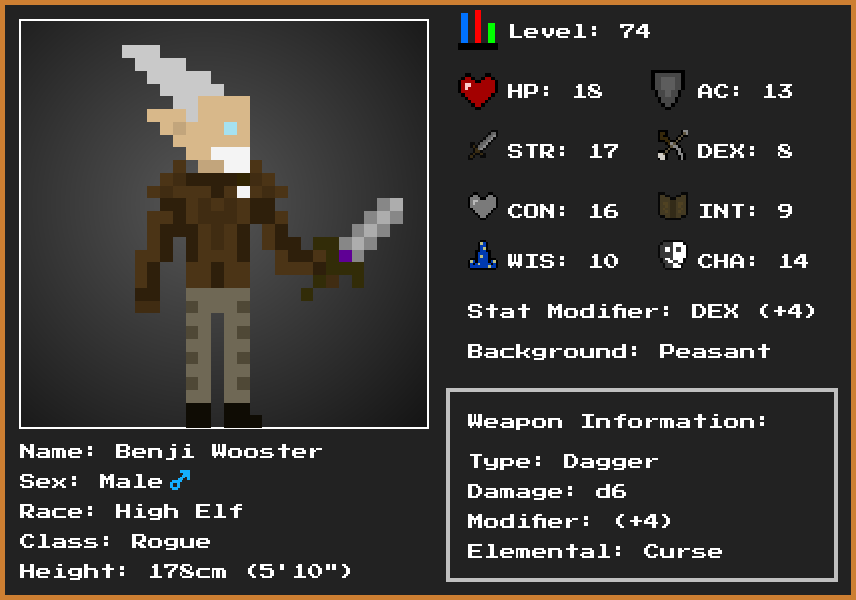 Level: 74
HP: 18 AC: 13
STR: 17 DEX: 8
CON: 16 INT: 9
WIS: 10 CHA: 14
Stat Modifier: DEX (+4)
Background: Peasant
Weapon Information:
Type: Dagger
Damage: d6
Modifier: (+4)
Elemental: Curse
Name: Benji Wooster
Sex: Male♂
Race: High Elf
Class: Rogue
Height: 178cm (5'10")